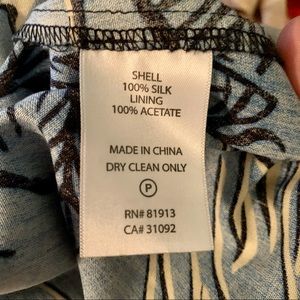 SHELL
100% SILK
LINING
100% ACETATE
MADE IN CHINA
DRY CLEAN ONLY
P
RN# 81913
CA# 31092